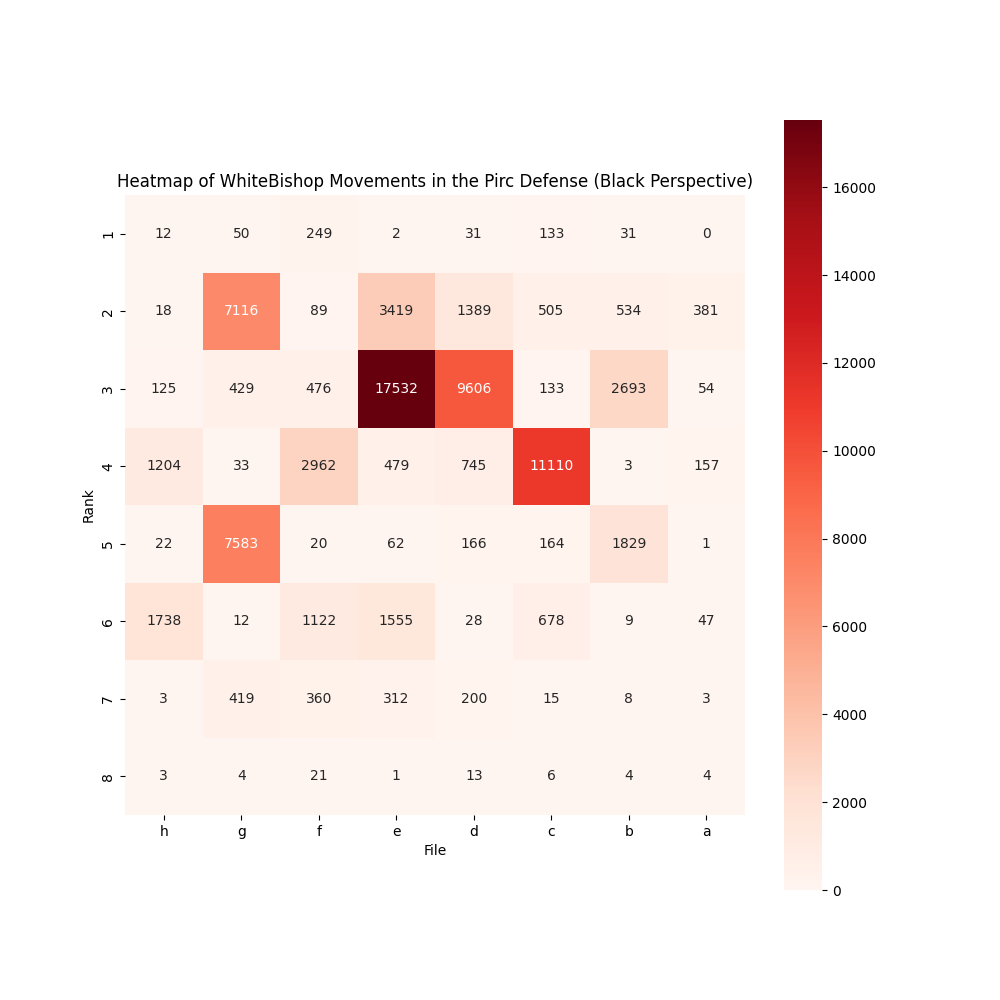 Heatmap of WhiteBishop Movements in the Pirc Defense (Black Perspective)
1 12 50 249 2 31 133 31 0
2 18 7116 89 3419 1389 505 534 381
3 125 429 476 17532 9606 133 2693 54
4 1204 33 2962 479 745 11110 3 157
5 22 7583 20 62 166 164 1829 1
6 1738 12 1122 1555 28 678 9 47
7 3 419 360 312 200 15 8 3
8 3 4 21 1 13 6 4 4
h g f e d c b a
File
Rank
16000
14000
12000
10000
8000
6000
4000
2000
0